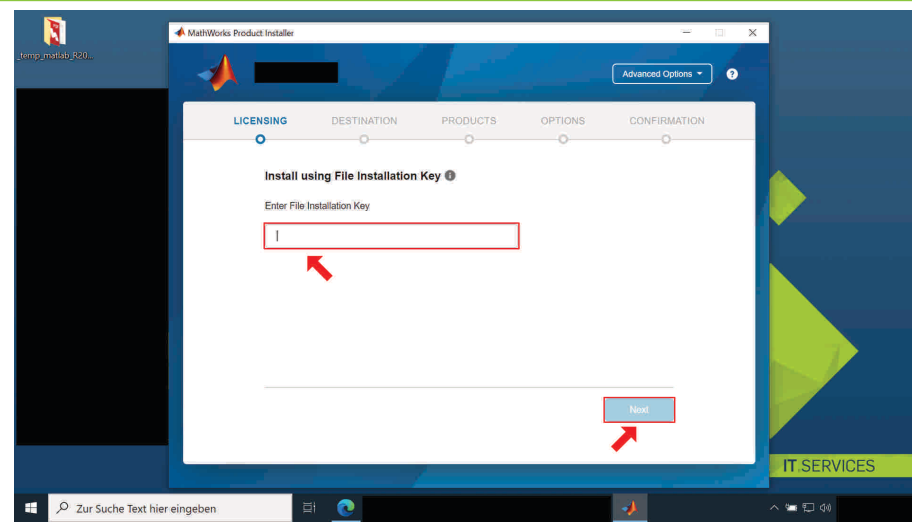 _temp_matlab_R20...
MathWorks Product Installer
Advanced Options
?
LICENSING
DESTINATION
PRODUCTS
OPTIONS
CONFIRMATION
Install using File Installation Key
Enter File Installation Key
Next
IT.SERVICES
Zur Suche Text hier eingeben